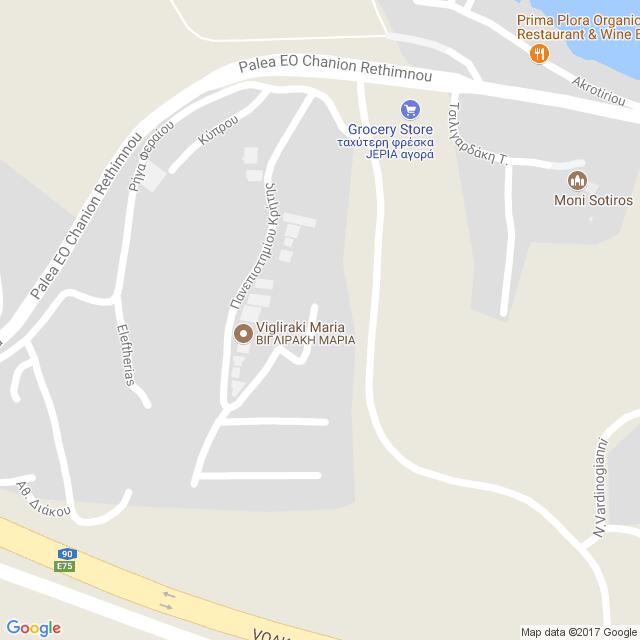 Prima Plora Organic
Restaurant & Wine B
Palea EO Chanion Rethimnou
Akrotiriou
Grocery Store
ταχύτερη φρέσκα
JEPIA αγορά
Τσιλιγαρδάκη Τ.
Κύπρου
Ρήγα Φεραίου
Moni Sotiros
Πανεπιστημίου Κρήτης
Palea EO Chanion Rethimnou
Vigliraki Maria
ΒΙΓΛΙΡΑΚΗ ΜΑΡΙΑ
Eleftherias
N.Vardinogianni
Αθ. Διάκου
90
E75
Google
Map data ©2017 Google